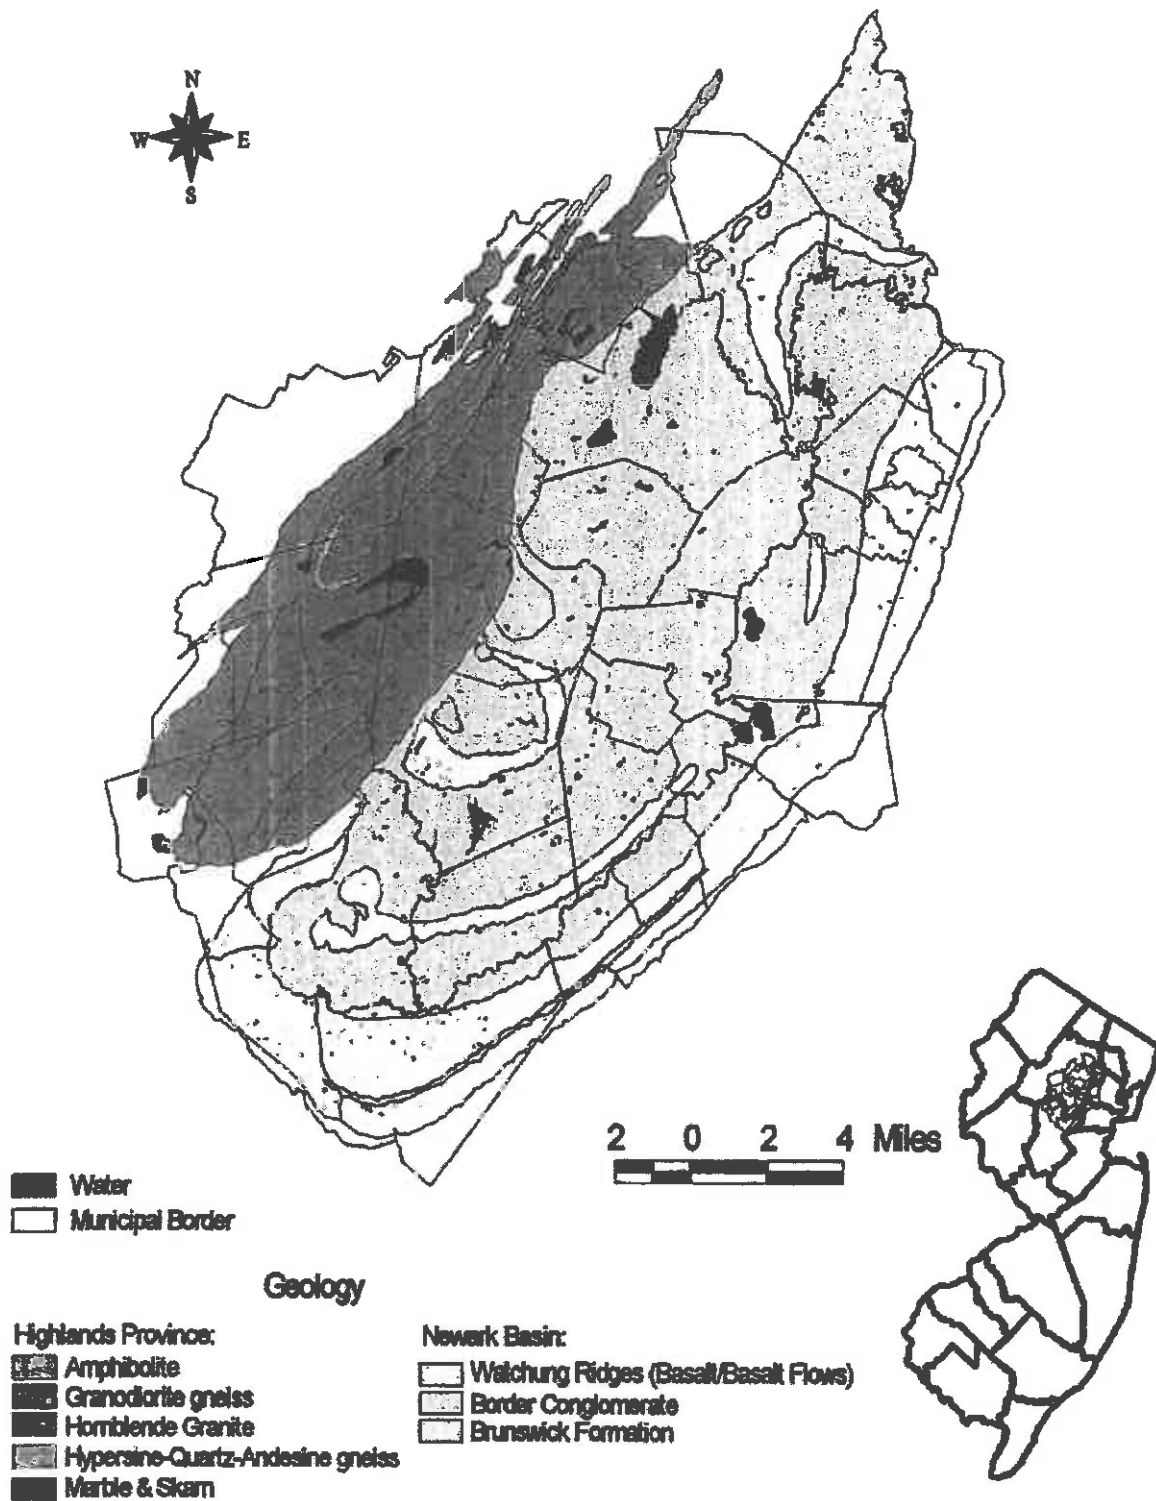 N
W E
S
2 0 2 4 Miles
Water
Municipal Border
Geology
Highlands Province:
Amphibolite
Granodiorite gneiss
Hornblende Granite
Hypersine-Quartz-Andesine gneiss
Marble & Skarn
Newark Basin:
Watchung Ridges (Basalt/Basalt Flows)
Border Conglomerate
Brunswick Formation